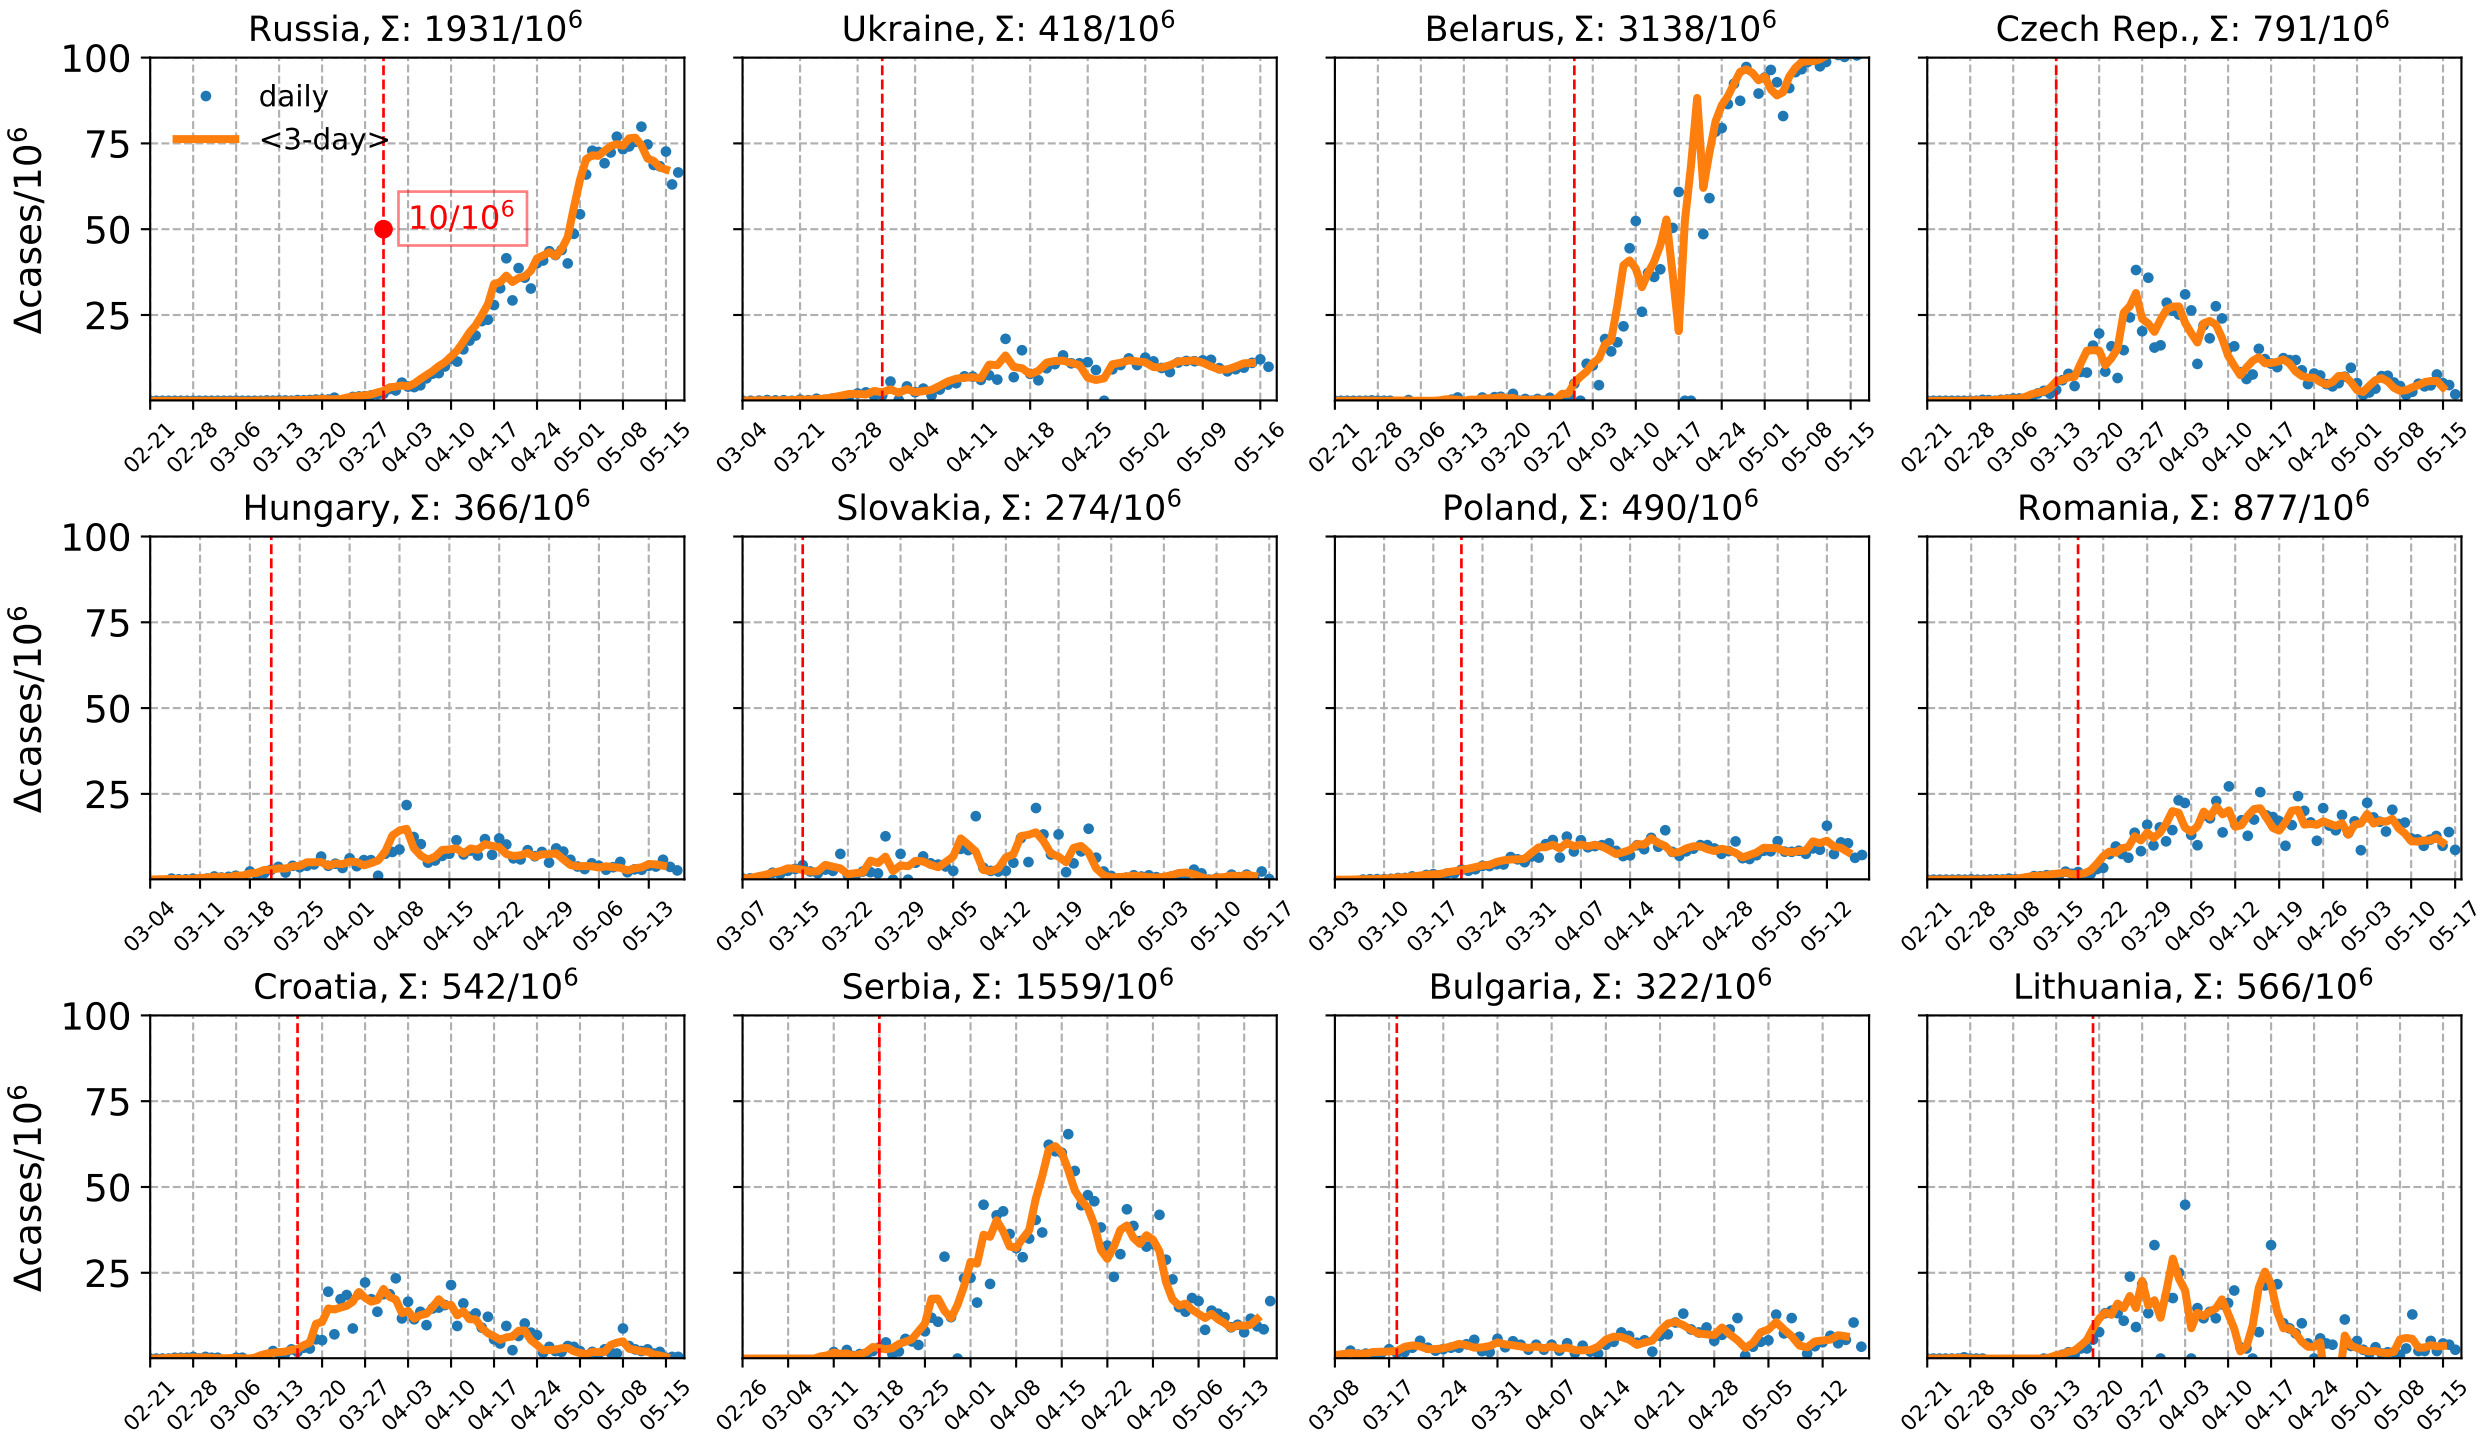 Russia, Σ: 1931/10⁶
Ukraine, Σ: 418/10⁶
Belarus, Σ: 3138/10⁶
Czech Rep., Σ: 791/10⁶
Δcases/10⁶
100
75
50
25
daily
<3-day>
10/10⁶
02-21 02-28 03-06 03-13 03-20 03-27 04-03 04-10 04-17 04-24 05-01 05-08 05-15
03-04 03-21 03-28 04-04 04-11 04-18 04-25 05-02 05-09 05-16
02-21 02-28 03-06 03-13 03-20 03-27 04-03 04-10 04-17 04-24 05-01 05-08 05-15
02-21 02-28 03-06 03-13 03-20 03-27 04-03 04-10 04-17 04-24 05-01 05-08 05-15
Hungary, Σ: 366/10⁶
Slovakia, Σ: 274/10⁶
Poland, Σ: 490/10⁶
Romania, Σ: 877/10⁶
Δcases/10⁶
100
75
50
25
03-04 03-11 03-18 03-25 04-01 04-08 04-15 04-22 04-29 05-06 05-13
03-07 03-15 03-22 03-29 04-05 04-12 04-19 04-26 05-03 05-10 05-17
03-03 03-10 03-17 03-24 03-31 04-07 04-14 04-21 04-28 05-05 05-12
02-21 02-28 03-08 03-15 03-22 03-29 04-05 04-12 04-19 04-26 05-03 05-10 05-17
Croatia, Σ: 542/10⁶
Serbia, Σ: 1559/10⁶
Bulgaria, Σ: 322/10⁶
Lithuania, Σ: 566/10⁶
Δcases/10⁶
100
75
50
25
02-21 02-28 03-06 03-13 03-20 03-27 04-03 04-10 04-17 04-24 05-01 05-08 05-15
02-26 03-04 03-11 03-18 03-25 04-01 04-08 04-15 04-22 04-29 05-06 05-13
03-08 03-17 03-24 03-31 04-07 04-14 04-21 04-28 05-05 05-12
02-21 02-28 03-06 03-13 03-20 03-27 04-03 04-10 04-17 04-24 05-01 05-08 05-15